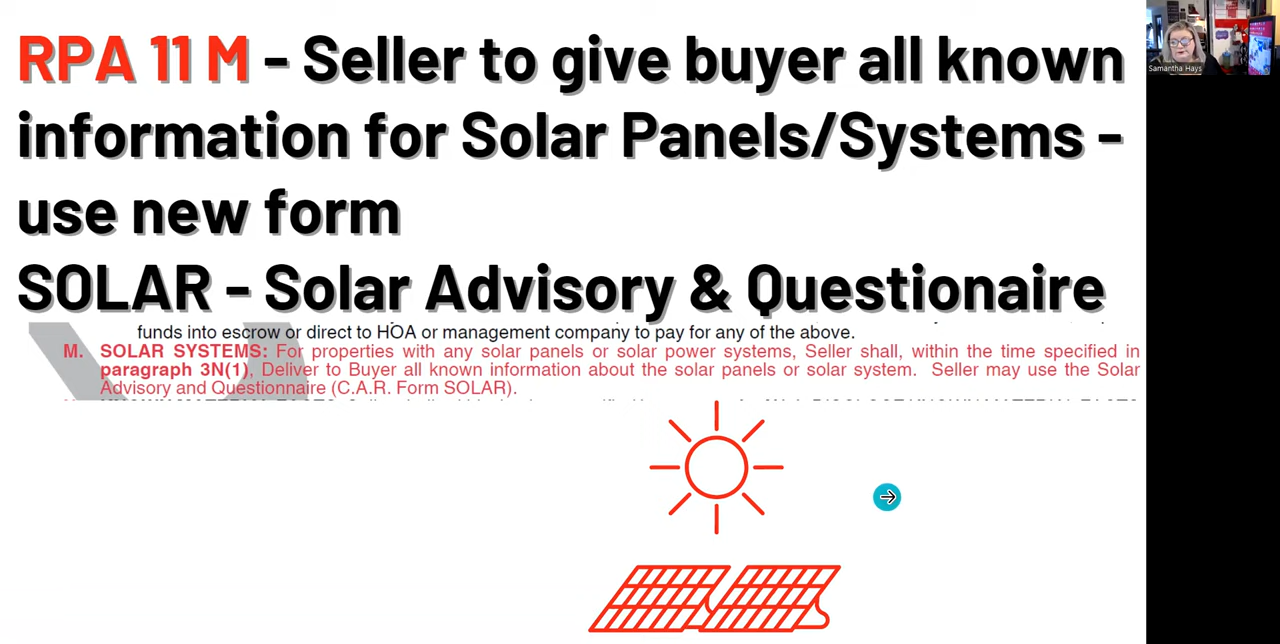 RPA 11 M - Seller to give buyer all known
information for Solar Panels/Systems -
use new form
SOLAR - Solar Advisory & Questionaire
funds into escrow or direct to HOA or management company to pay for any of the above.
M. SOLAR SYSTEMS: For properties with any solar panels or solar power systems, Seller shall, within the time specified in
paragraph 3N(1), Deliver to Buyer all known information about the solar panels or solar system. Seller may use the Solar
Advisory and Questionnaire (C.A.R. Form SOLAR).
Samantha Hays